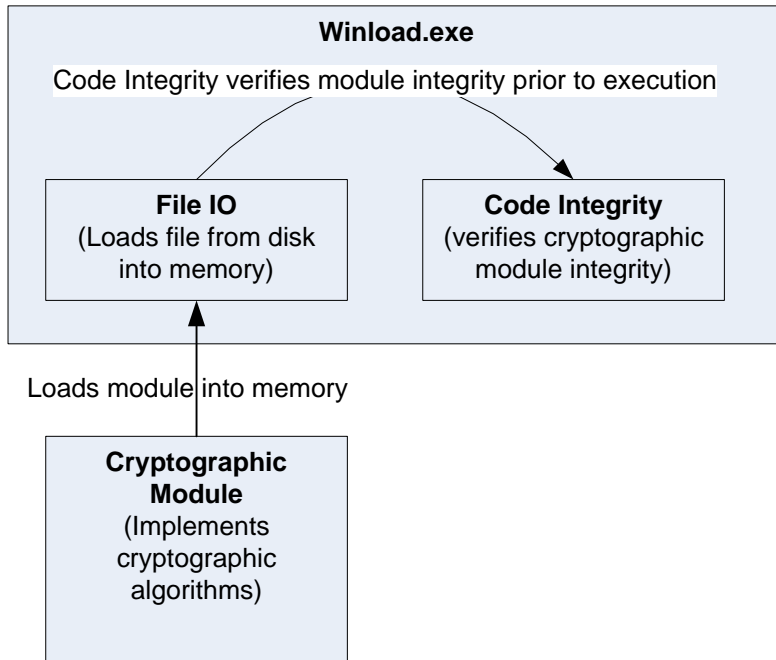 Winload.exe
Code Integrity verifies module integrity prior to execution
File IO
(Loads file from disk
into memory)
Code Integrity
(verifies cryptographic
module integrity)
Loads module into memory
Cryptographic
Module
(Implements
cryptographic
algorithms)